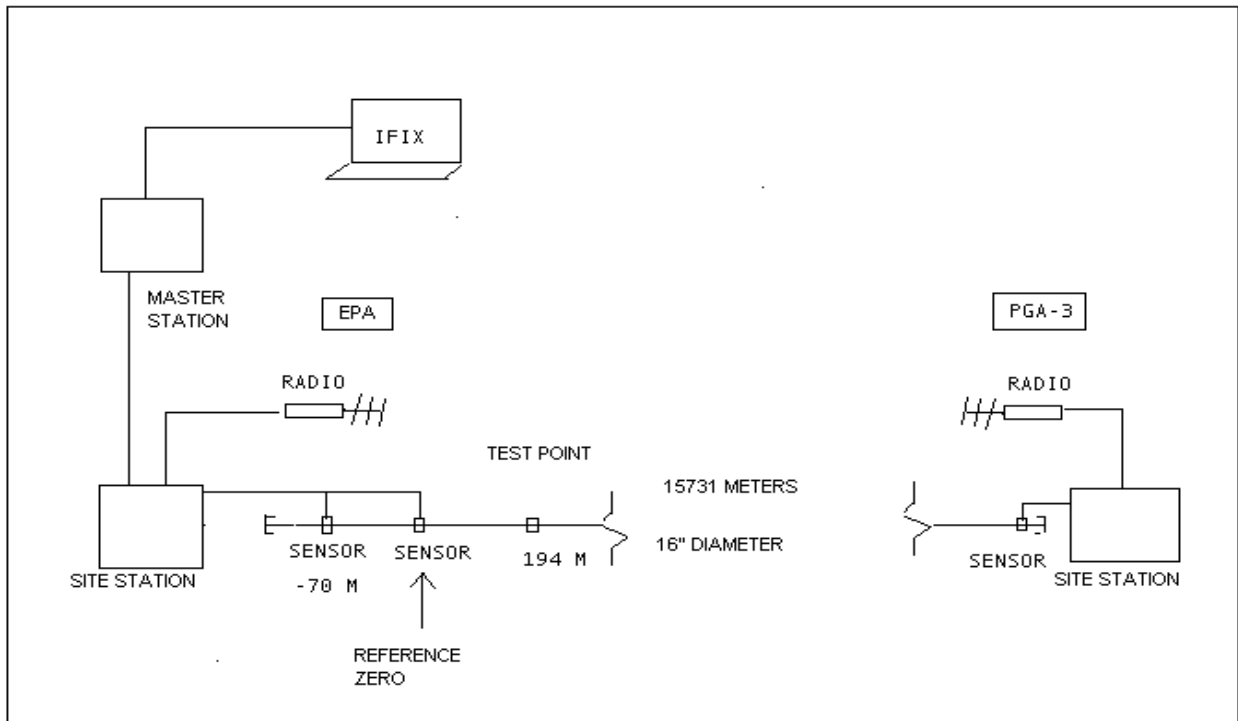 IFIX
MASTER
STATION
EPA
PGA-3
RADIO
RADIO
TEST POINT
15731 METERS
16" DIAMETER
SENSOR
SENSOR
194 M
SENSOR
SITE STATION
-70 M
SITE STATION
REFERENCE
ZERO